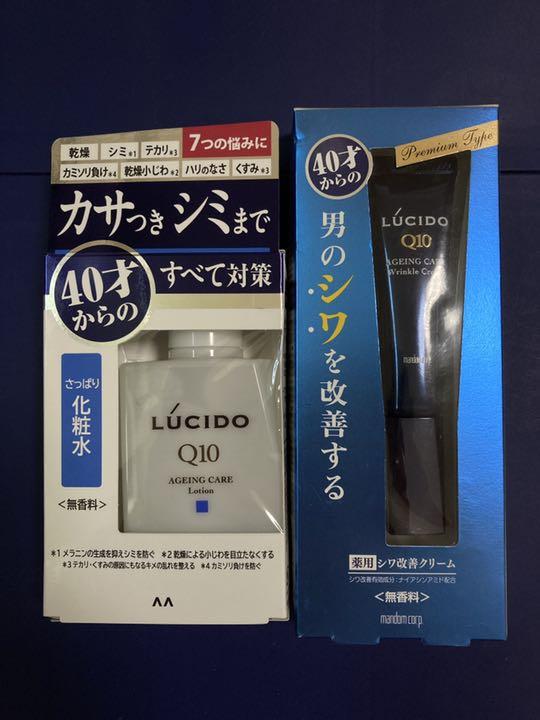 乾燥 シミ*1 テカリ*3 7つの悩みに
カミソリ負け*4 乾燥小じわ*2 ハリのなさ くすみ*3
カサつきシミまで
40才からの
すべて対策
さっぱり
化粧水
<無香料>
LÚCIDO
Q10
AGEING CARE
Lotion
*1 メラニンの生成を抑えシミを防ぐ *2 乾燥による小じわを目立たなくする
*3 テカリ・くすみの原因にもなるキメの乱れを整える *4 カミソリ負けを防ぐ
Premium Type
40才からの
男のシワを改善する
LÚCIDO
Q10
AGEING CARE
Wrinkle Cre
mandom corp.
薬用 シワ改善クリーム
シワ改善有効成分:ナイアシンアミド配合
<無香料>
mandom corp.